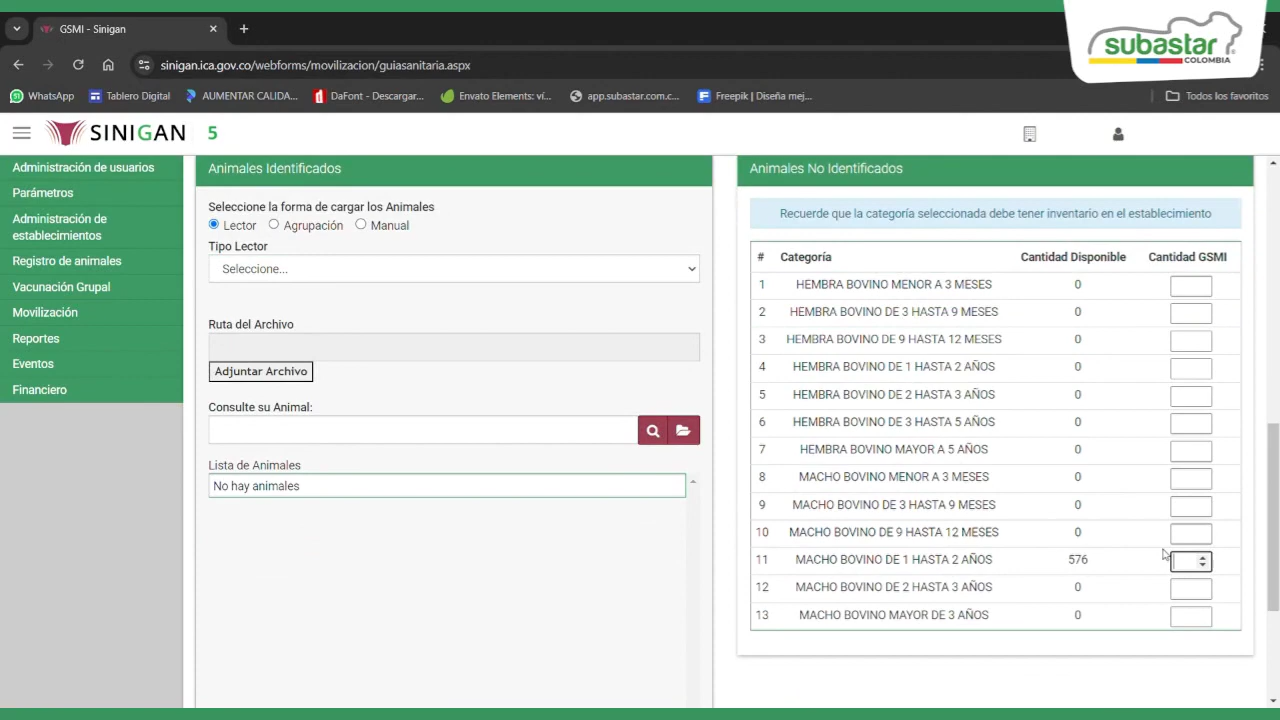 GSMI - Sinigan
subastar
COLOMBIA
sinigan.ica.gov.co/webforms/movilizacion/guiasanitaria.aspx
WhatsApp
Tablero Digital
AUMENTAR CALIDA...
DaFont - Descargar...
Envato Elements: ví...
app.subastar.com.c...
Freepik | Diseña mej...
Todos los favoritos
SINIGAN 5
Administración de usuarios
Parámetros
Administración de
establecimientos
Registro de animales
Vacunación Grupal
Movilización
Reportes
Eventos
Financiero
Animales Identificados
Seleccione la forma de cargar los Animales
Lector Agrupación Manual
Tipo Lector
Seleccione...
Ruta del Archivo
Adjuntar Archivo
Consulte su Animal:
Lista de Animales
No hay animales
Animales No Identificados
Recuerde que la categoría seleccionada debe tener inventario en el establecimiento
# Categoría Cantidad Disponible Cantidad GSMI
1 HEMBRA BOVINO MENOR A 3 MESES 0
2 HEMBRA BOVINO DE 3 HASTA 9 MESES 0
3 HEMBRA BOVINO DE 9 HASTA 12 MESES 0
4 HEMBRA BOVINO DE 1 HASTA 2 AÑOS 0
5 HEMBRA BOVINO DE 2 HASTA 3 AÑOS 0
6 HEMBRA BOVINO DE 3 HASTA 5 AÑOS 0
7 HEMBRA BOVINO MAYOR A 5 AÑOS 0
8 MACHO BOVINO MENOR A 3 MESES 0
9 MACHO BOVINO DE 3 HASTA 9 MESES 0
10 MACHO BOVINO DE 9 HASTA 12 MESES 0
11 MACHO BOVINO DE 1 HASTA 2 AÑOS 576
12 MACHO BOVINO DE 2 HASTA 3 AÑOS 0
13 MACHO BOVINO MAYOR DE 3 AÑOS 0